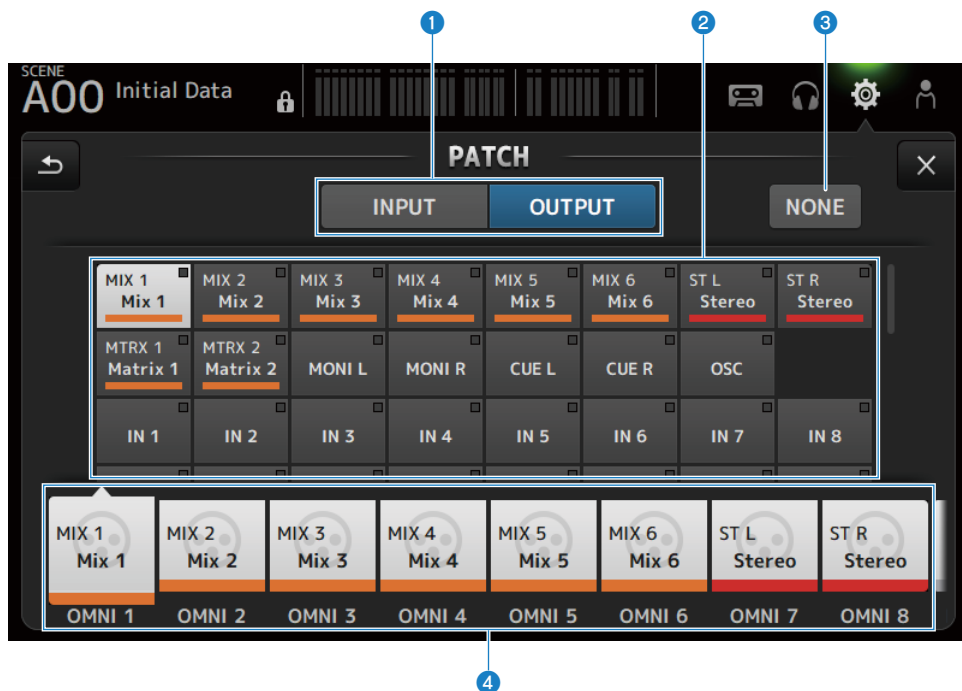 1 2 3
SCENE
A00 Initial Data
PATCH
INPUT OUTPUT NONE
MIX 1 MIX 2 MIX 3 MIX 4 MIX 5 MIX 6 ST L ST R
Mix 1 Mix 2 Mix 3 Mix 4 Mix 5 Mix 6 Stereo Stereo
MTRX 1 MTRX 2
Matrix 1 Matrix 2 MONI L MONI R CUE L CUE R OSC
IN 1 IN 2 IN 3 IN 4 IN 5 IN 6 IN 7 IN 8
MIX 1 MIX 2 MIX 3 MIX 4 MIX 5 MIX 6 ST L ST R
Mix 1 Mix 2 Mix 3 Mix 4 Mix 5 Mix 6 Stereo Stereo
OMNI 1 OMNI 2 OMNI 3 OMNI 4 OMNI 5 OMNI 6 OMNI 7 OMNI 8
4